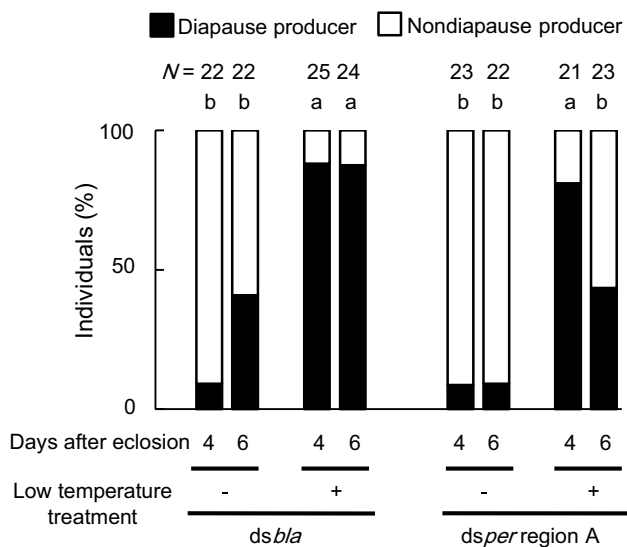 Diapause producer Nondiapause producer
N = 22 22 25 24 23 22 21 23
b b a a b b a b
100
50
0
Individuals (%)
Days after eclosion 4 6 4 6 4 6 4 6
Low temperature treatment - + - +
dsbla dsper region A